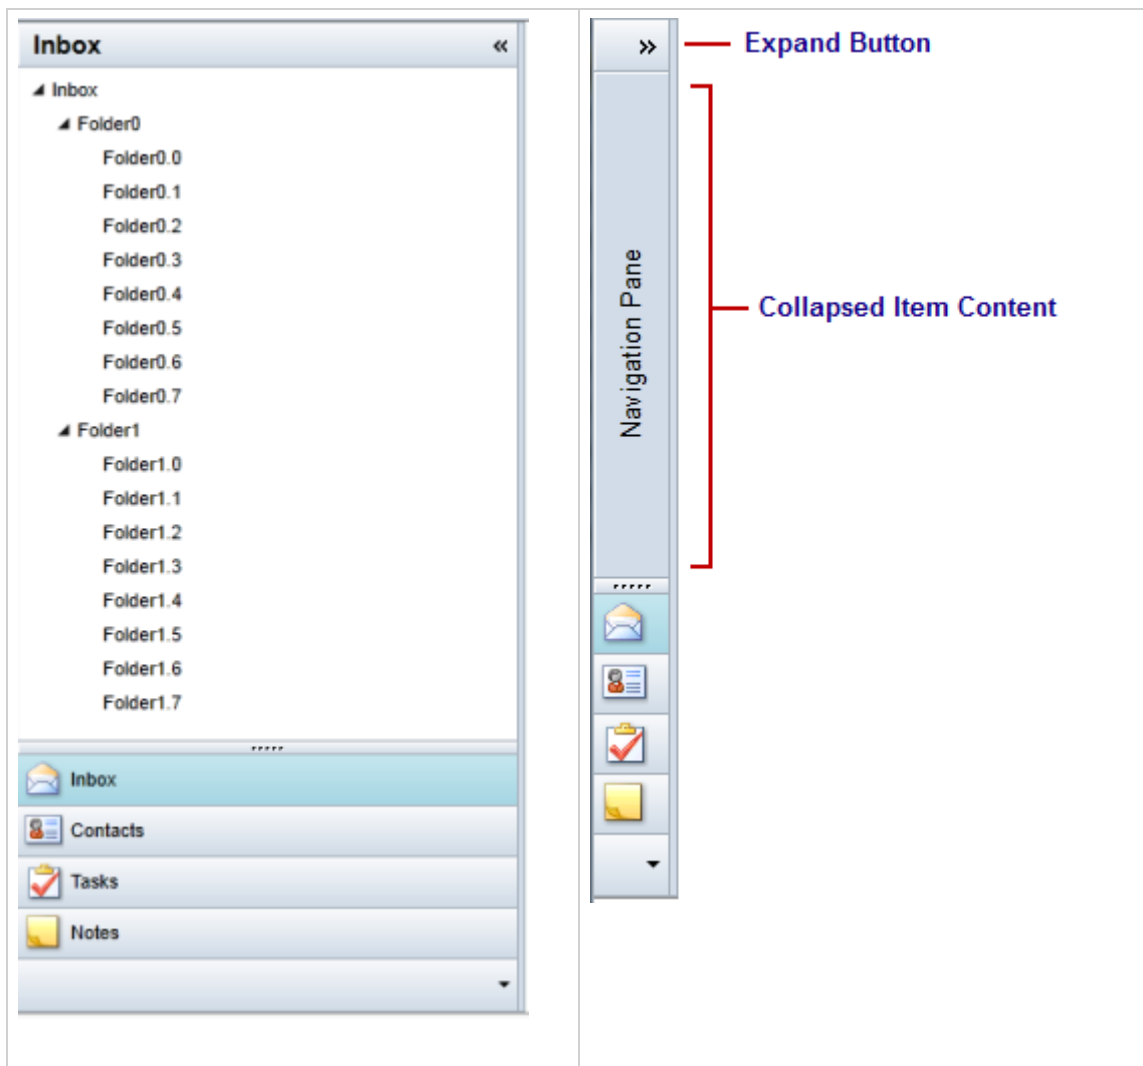 Inbox «
Inbox
Folder0
Folder0.0
Folder0.1
Folder0.2
Folder0.3
Folder0.4
Folder0.5
Folder0.6
Folder0.7
Folder1
Folder1.0
Folder1.1
Folder1.2
Folder1.3
Folder1.4
Folder1.5
Folder1.6
Folder1.7
Inbox
Contacts
Tasks
Notes
» Expand Button
Navigation Pane
Collapsed Item Content